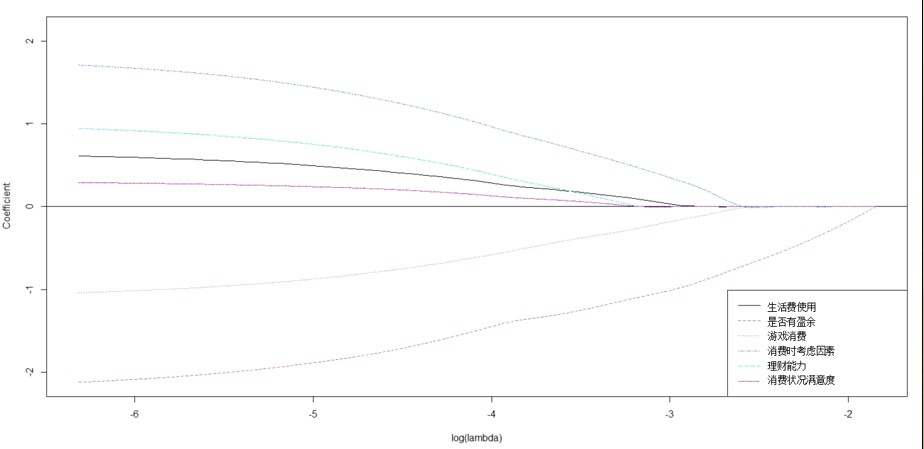 2
1
0
-1
-2
Coefficient
-6
-5
-4
-3
-2
log(lambda)
生活费使用
是否有盈余
游戏消费
消费时考虑因素
理财能力
消费状况满意度